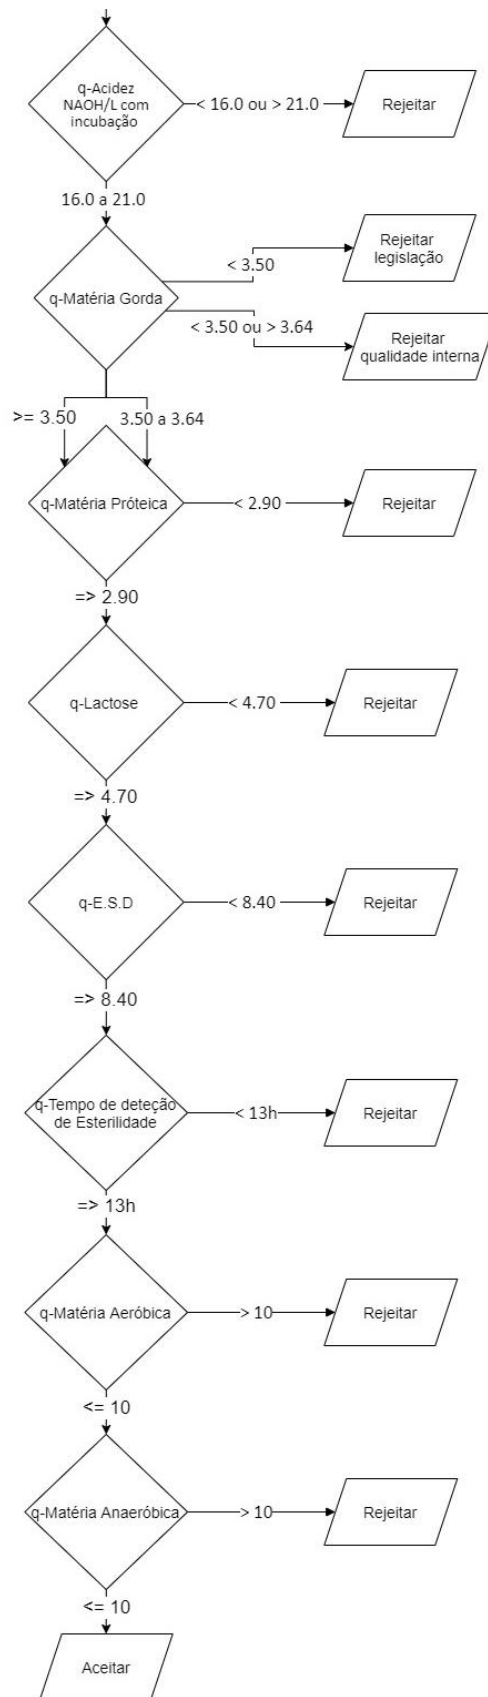 q-Acidez
NAOH/L com
incubação
< 16.0 ou > 21.0
Rejeitar
16.0 a 21.0
Rejeitar
legislação
< 3.50
q-Matéria Gorda
< 3.50 ou > 3.64
Rejeitar
qualidade interna
>= 3.50
3.50 a 3.64
q-Matéria Próteica
< 2.90
Rejeitar
=> 2.90
q-Lactose
< 4.70
Rejeitar
=> 4.70
q-E.S.D
< 8.40
Rejeitar
=> 8.40
q-Tempo de deteção
de Esterilidade
< 13h
Rejeitar
=> 13h
q-Matéria Aeróbica
> 10
Rejeitar
<= 10
q-Matéria Anaeróbica
> 10
Rejeitar
<= 10
Aceitar